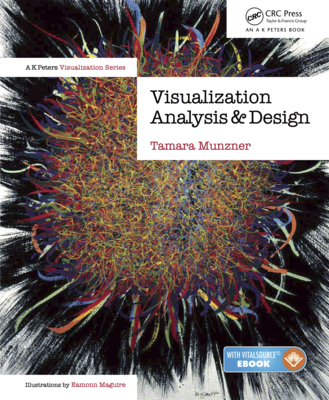 CRC
CRC Press
Taylor & Francis Group
AN A K PETERS BOOK
A K Peters Visualization Series
Visualization
Analysis & Design
Tamara Munzner
WITH VITALSOURCE®
EBOOK
Illustrations by Eamonn Maguire